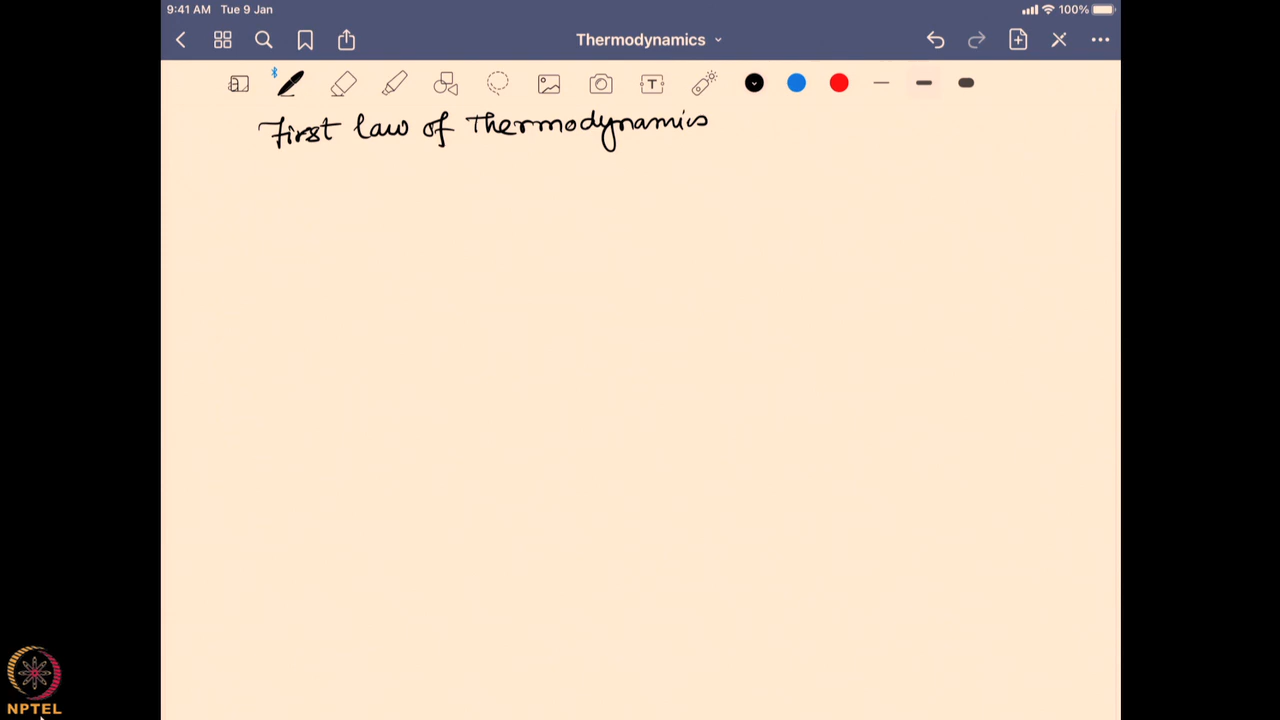 9:41 AM Tue 9 Jan 100%
Thermodynamics
T
First law of Thermodynamics
NPTEL